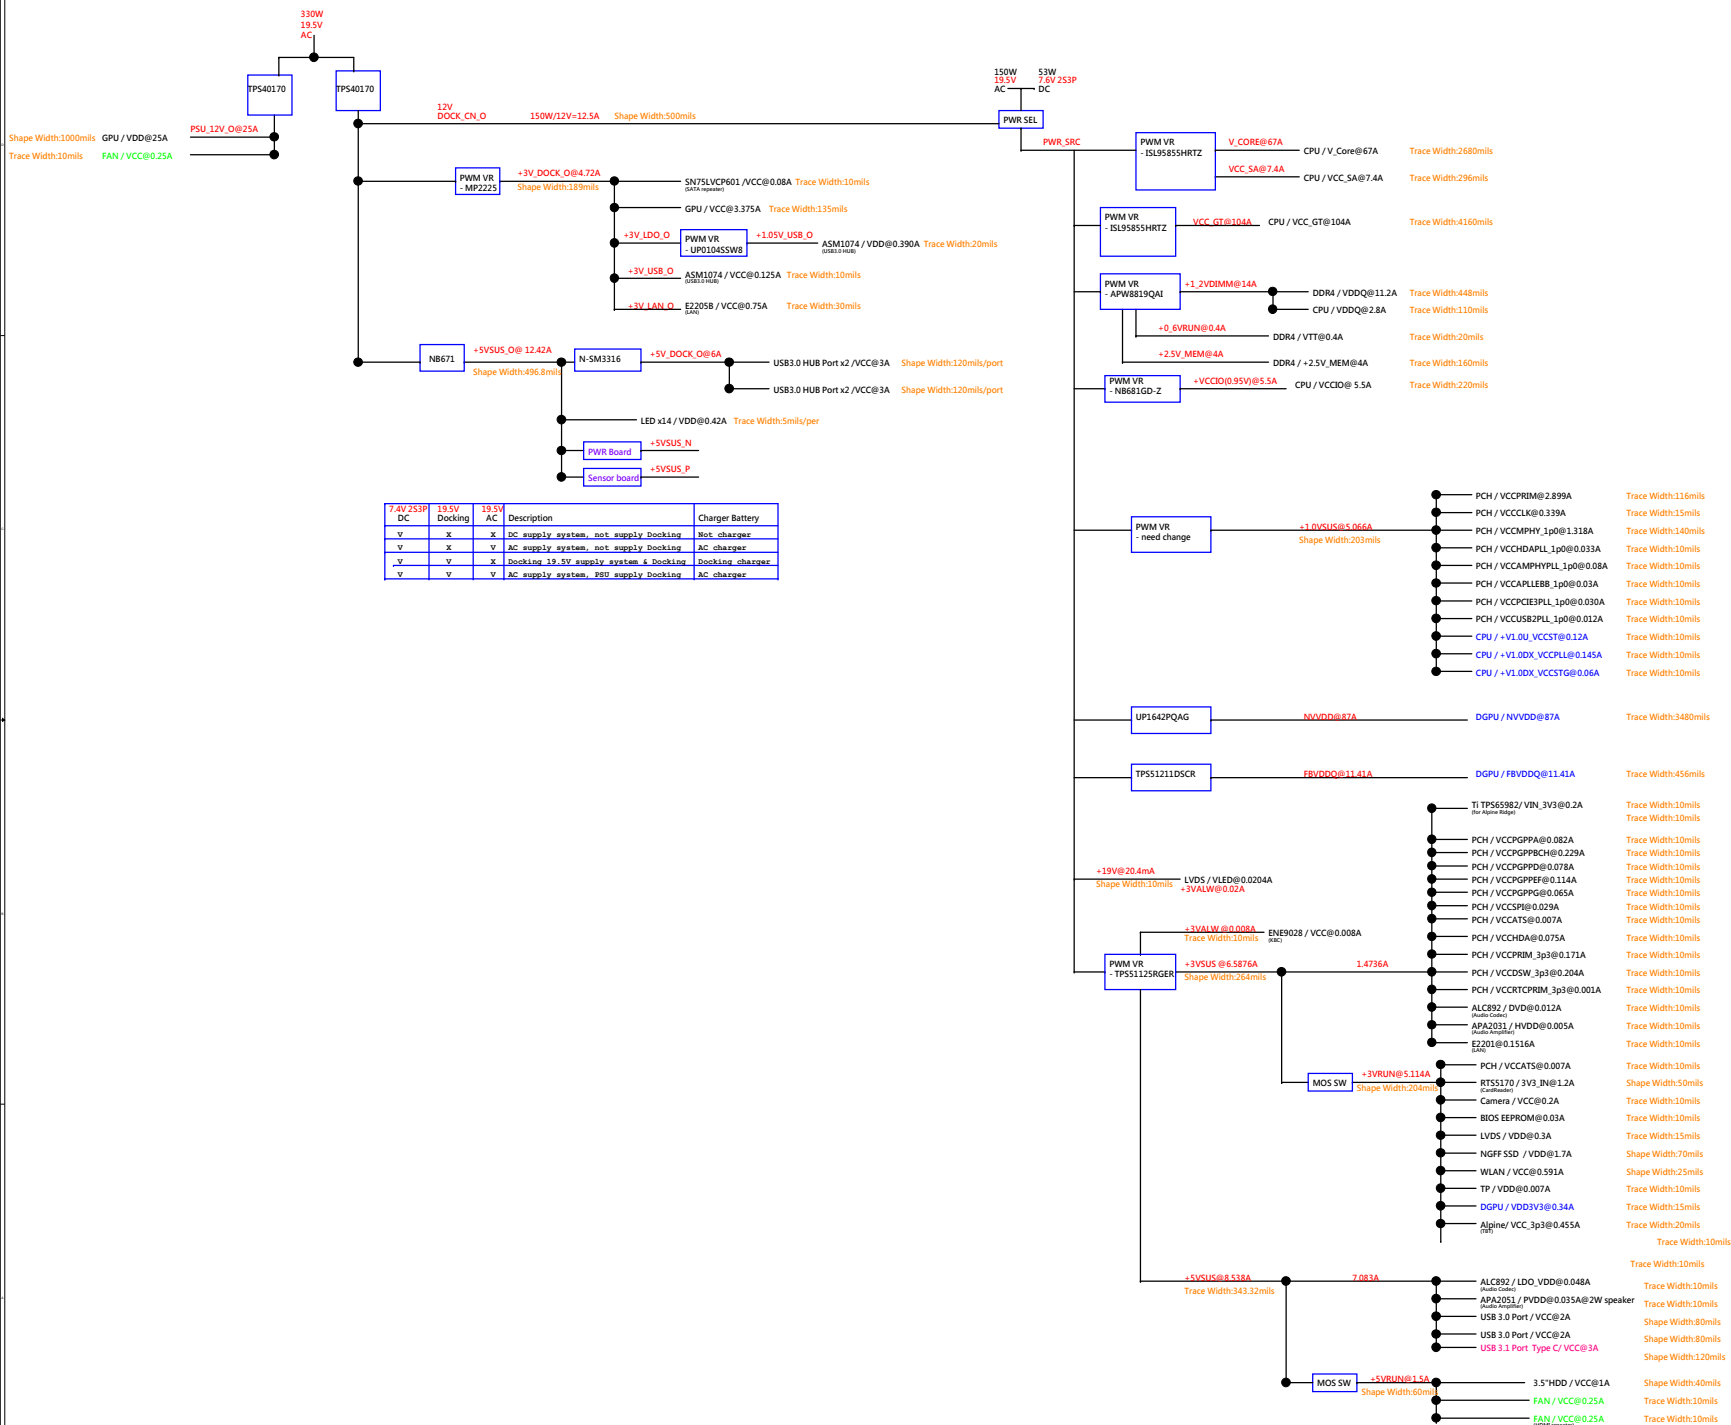 330W
19.5V
AC
TPS40170
TPS40170
PSU_12V_O@25A
Shape Width:1000mils GPU / VDD@25A
Trace Width:10mils FAN / VCC@0.25A
12V
DOCK_CN_O 150W/12V=12.5A Shape Width:500mils
150W 53W
19.5V 7.6V 2S3P
AC DC
PWR SEL
PWR_SRC
PWM VR
- MP2225
+3V_DOCK_O@4.72A
Shape Width:189mils
SN75LVCP601 /VCC@0.08A Trace Width:10mils
(SATA repeater)
GPU / VCC@3.375A Trace Width:135mils
+3V_LDO_O
PWM VR
- UP0104SSW8
+1.05V_USB_O
ASM1074 / VDD@0.390A Trace Width:20mils
(USB3.0 HUB)
+3V_USB_O
ASM1074 / VCC@0.125A Trace Width:10mils
(USB3.0 HUB)
+3V_LAN_O E2205B / VCC@0.75A Trace Width:30mils
(LAN)
NB671
+5VSUS_O@ 12.42A
Shape Width:496.8mils
N-SM3316
+5V_DOCK_O@6A
USB3.0 HUB Port x2 /VCC@3A Shape Width:120mils/port
USB3.0 HUB Port x2 /VCC@3A Shape Width:120mils/port
LED x14 / VDD@0.42A Trace Width:5mils/per
PWR Board
+5VSUS_N
Sensor board
+5VSUS_P
7.4V 2S3P 19.5V 19.5V
DC Docking AC Description Charger Battery
V X X DC supply system, not supply Docking Not charger
V X V AC supply system, not supply Docking AC charger
V V X Docking 19.5V supply system & Docking Docking charger
V V V AC supply system, PSU supply Docking AC charger
PWM VR
- ISL95855HRTZ
V_CORE@67A
CPU / V_Core@67A Trace Width:2680mils
VCC_SA@7.4A
CPU / VCC_SA@7.4A Trace Width:296mils
PWM VR
- ISL95855HRTZ
VCC_GT@104A CPU / VCC_GT@104A Trace Width:4160mils
PWM VR
- APW8819QAI
+1_2VDIMM@14A
DDR4 / VDDQ@11.2A Trace Width:448mils
CPU / VDDQ@2.8A Trace Width:110mils
+0_6VRUN@0.4A
DDR4 / VTT@0.4A Trace Width:20mils
+2.5V_MEM@4A
DDR4 / +2.5V_MEM@4A Trace Width:160mils
PWM VR
- NB681GD-Z
+VCCIO(0.95V)@5.5A
CPU / VCCIO@ 5.5A Trace Width:220mils
PWM VR
- need change
+1.0VSUS@5.066A
Shape Width:203mils
PCH / VCCPRIM@2.899A Trace Width:116mils
PCH / VCCCLK@0.339A Trace Width:15mils
PCH / VCCMPHY_1p0@1.318A Trace Width:140mils
PCH / VCCHDAPLL_1p0@0.033A Trace Width:10mils
PCH / VCCAMPHYPLL_1p0@0.08A Trace Width:10mils
PCH / VCCAPLLEBB_1p0@0.03A Trace Width:10mils
PCH / VCCPCIE3PLL_1p0@0.030A Trace Width:10mils
PCH / VCCUSB2PLL_1p0@0.012A Trace Width:10mils
CPU / +V1.0U_VCCST@0.12A Trace Width:10mils
CPU / +V1.0DX_VCCPLL@0.145A Trace Width:10mils
CPU / +V1.0DX_VCCSTG@0.06A Trace Width:10mils
UP1642PQAG
NVVDD@87A
DGPU / NVVDD@87A Trace Width:3480mils
TPS51211DSCR
FBVDDQ@11.41A
DGPU / FBVDDQ@11.41A Trace Width:456mils
+19V@20.4mA
Shape Width:10mils LVDS / VLED@0.0204A
+3VALW@0.02A
+3VALW @0.008A
Trace Width:10mils
ENE9028 / VCC@0.008A
(KBC)
PWM VR
- TPS51125RGER
+3VSUS @6.5876A
Shape Width:264mils
1.4736A
Ti TPS65982/ VIN_3V3@0.2A Trace Width:10mils
(for Alpine Ridge) Trace Width:10mils
PCH / VCCPGPPA@0.082A Trace Width:10mils
PCH / VCCPGPPBCH@0.229A Trace Width:10mils
PCH / VCCPGPPD@0.078A Trace Width:10mils
PCH / VCCPGPPEF@0.114A Trace Width:10mils
PCH / VCCPGPPG@0.065A Trace Width:10mils
PCH / VCCSPI@0.029A Trace Width:10mils
PCH / VCCATS@0.007A Trace Width:10mils
PCH / VCCHDA@0.075A Trace Width:10mils
PCH / VCCPRIM_3p3@0.171A Trace Width:10mils
PCH / VCCDSW_3p3@0.204A Trace Width:10mils
PCH / VCCRTCPRIM_3p3@0.001A Trace Width:10mils
ALC892 / DVD@0.012A Trace Width:10mils
(Audio Codec)
APA2031 / HVDD@0.005A Trace Width:10mils
(Audio Amplifier)
E2201@0.1516A Trace Width:10mils
(LAN)
MOS SW
+3VRUN@5.114A
Shape Width:204mils
PCH / VCCATS@0.007A Trace Width:10mils
RTS5170 / 3V3_IN@1.2A Shape Width:50mils
(CardReader)
Camera / VCC@0.2A Trace Width:10mils
BIOS EEPROM@0.03A Trace Width:10mils
LVDS / VDD@0.3A Trace Width:15mils
NGFF SSD / VDD@1.7A Shape Width:70mils
WLAN / VCC@0.591A Shape Width:25mils
TP / VDD@0.007A Trace Width:10mils
DGPU / VDD3V3@0.34A Trace Width:15mils
Alpine/ VCC_3p3@0.455A Trace Width:20mils
(TBT)
Trace Width:10mils
Trace Width:10mils
+5VSUS@8.538A
Trace Width:343.32mils
7.083A
ALC892 / LDO_VDD@0.048A Trace Width:10mils
(Audio Codec)
APA2051 / PVDD@0.035A@2W speaker Trace Width:10mils
(Audio Amplifier)
USB 3.0 Port / VCC@2A Shape Width:80mils
USB 3.0 Port / VCC@2A Shape Width:80mils
USB 3.1 Port Type C/ VCC@3A Shape Width:120mils
MOS SW
+5VRUN@1.5A
Shape Width:60mils
3.5"HDD / VCC@1A Shape Width:40mils
FAN / VCC@0.25A Trace Width:10mils
FAN / VCC@0.25A Trace Width:10mils